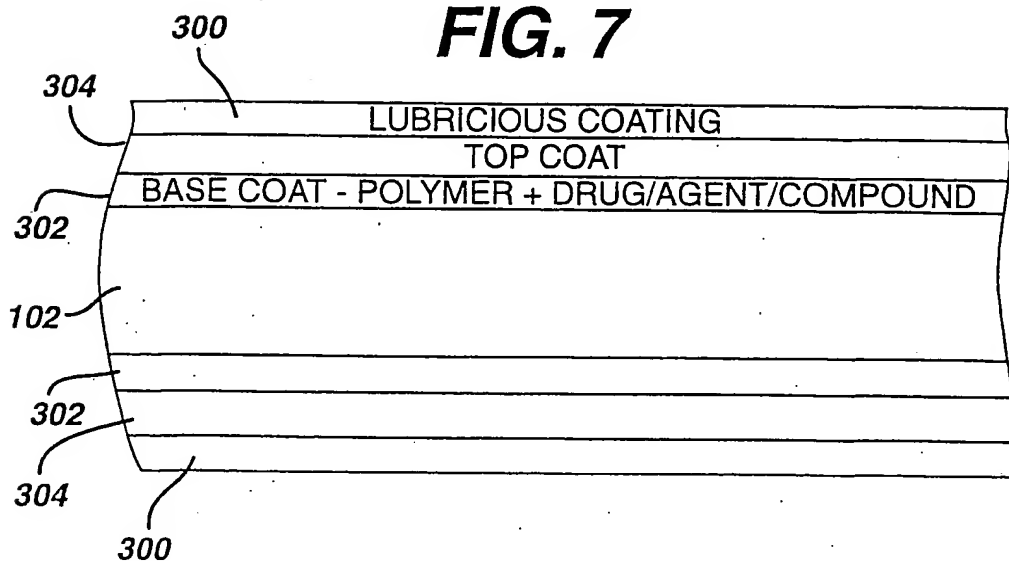 FIG. 7
300
304
LUBRICIOUS COATING
TOP COAT
302
BASE COAT - POLYMER + DRUG/AGENT/COMPOUND
102
302
304
300